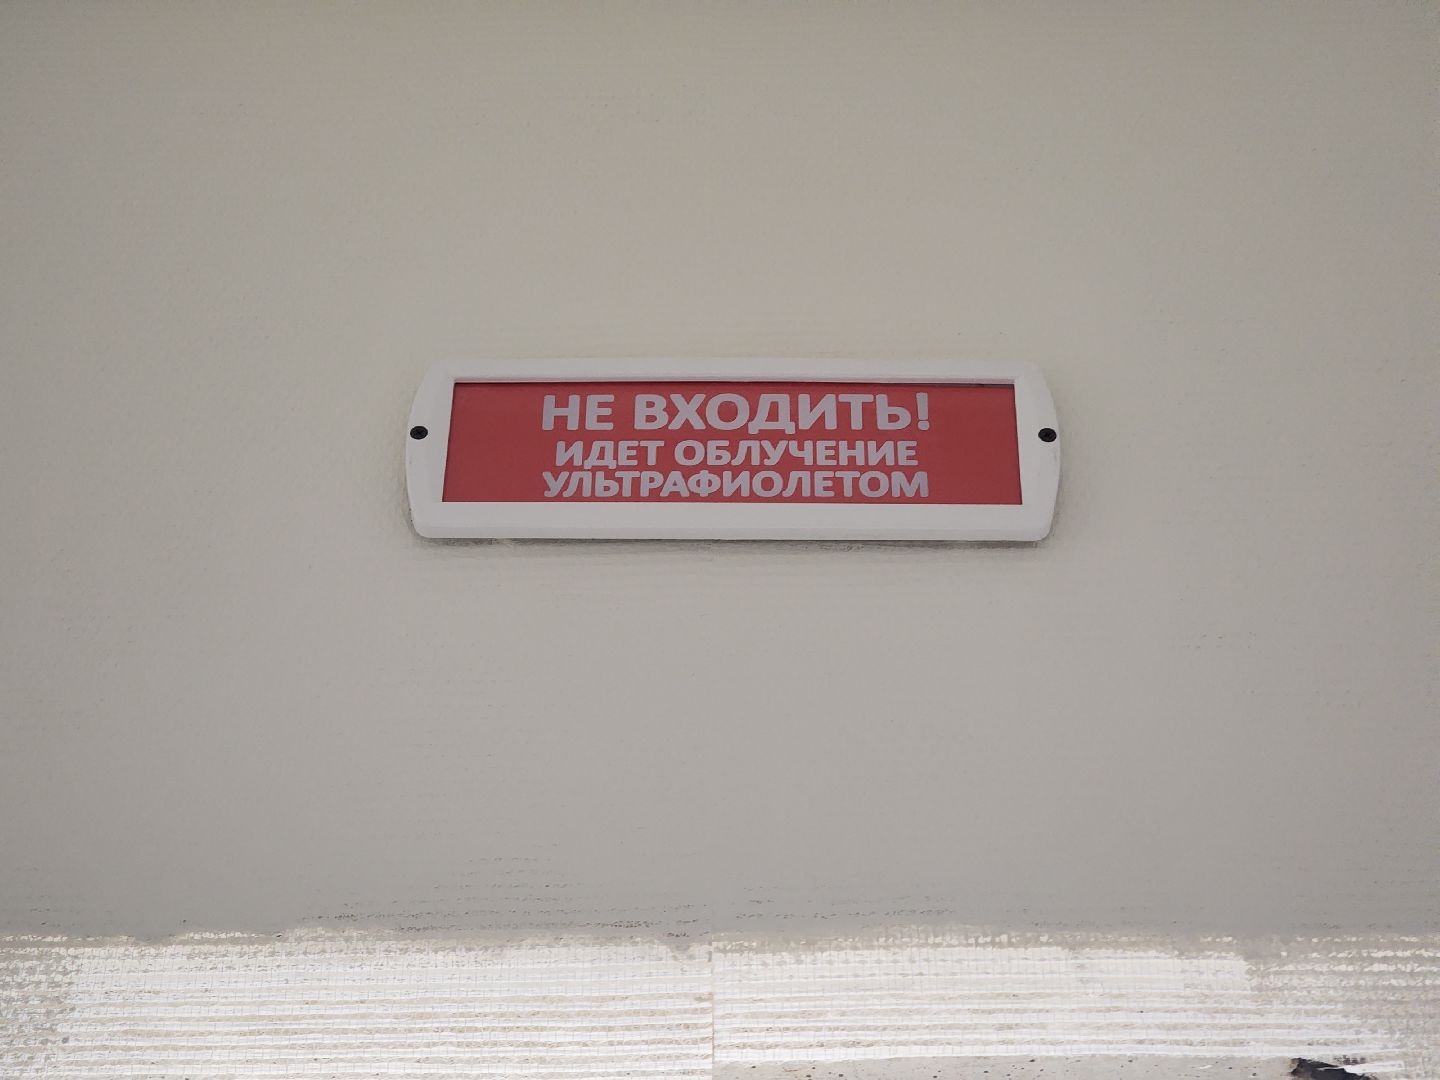 НЕ ВХОДИТЬ!
ИДЕТ ОБЛУЧЕНИЕ
УЛЬТРАФИОЛЕТОМ